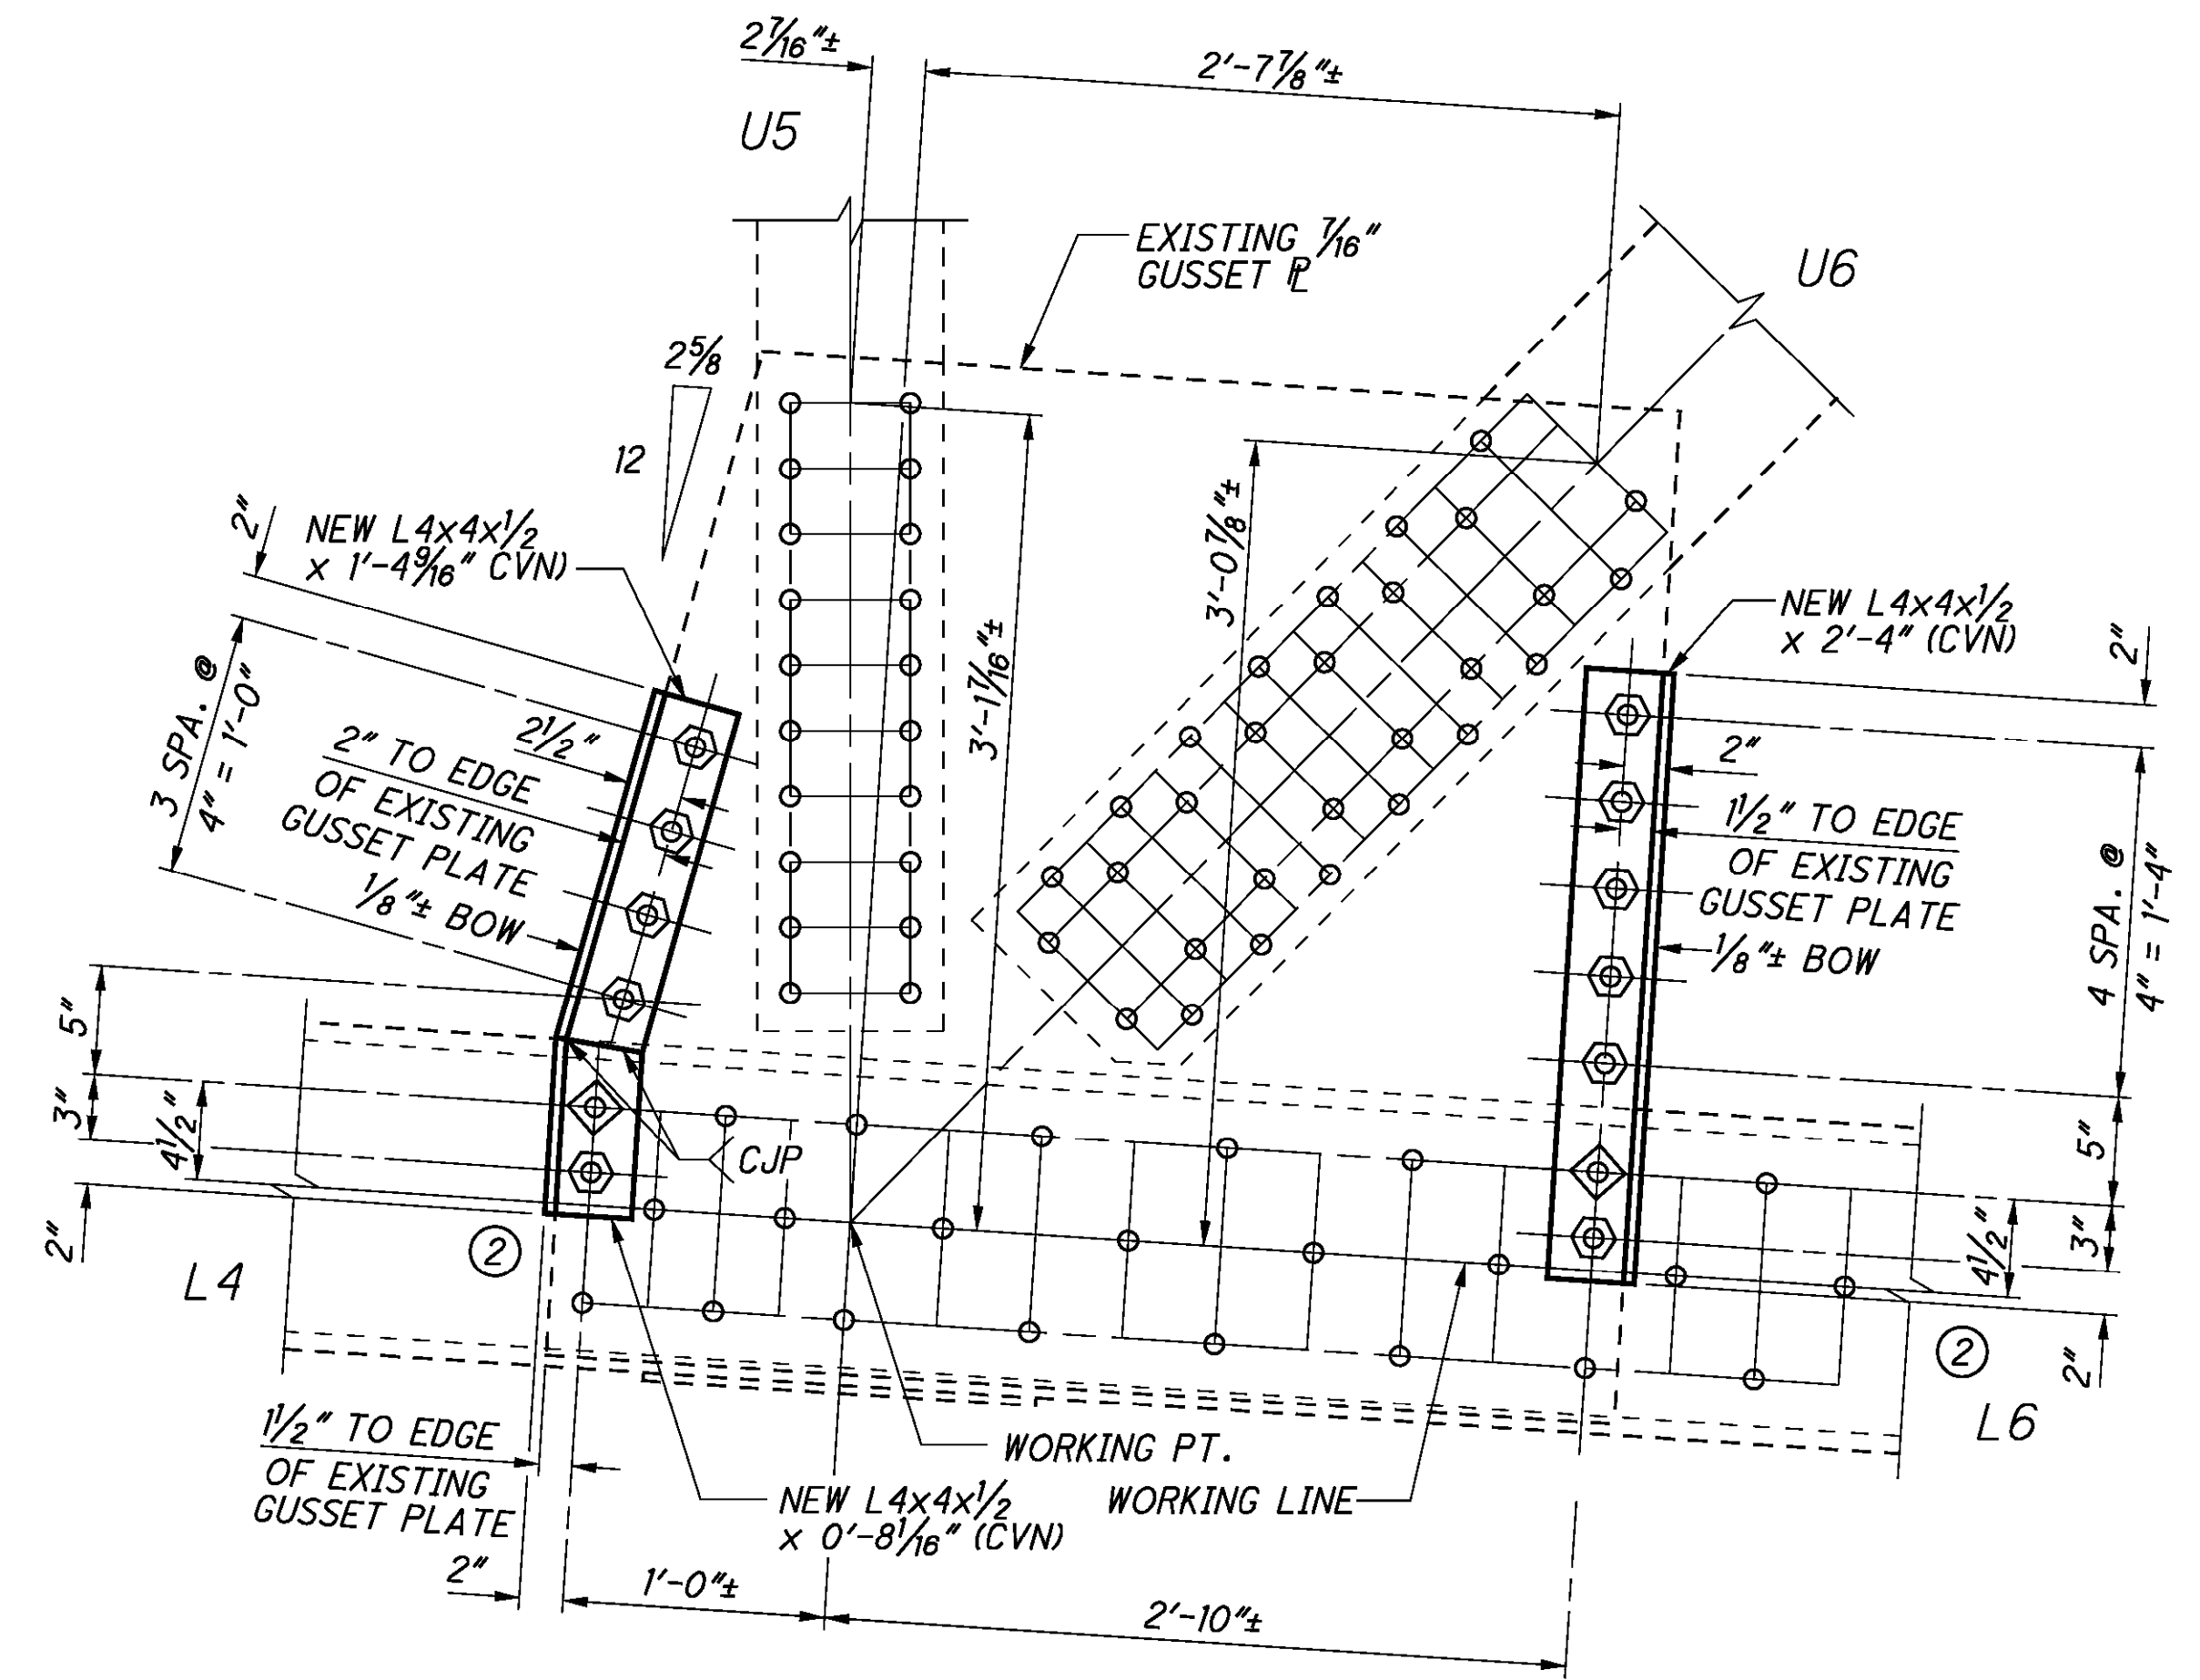 2 7/16"±
2'-7 7/8"±
U5
EXISTING 7/16"
GUSSET ℙL
U6
2 5/8
12
2"
NEW L4x4x1/2
x 1'-4 9/16" CVN)
3'-0 7/8"±
NEW L4x4x1/2
x 2'-4" (CVN)
2"
3 SPA. @
4" = 1'-0"
2 1/2"
2" TO EDGE
OF EXISTING
GUSSET PLATE
1/8"± BOW
3'-1 7/16"±
2"
1 1/2" TO EDGE
OF EXISTING
GUSSET PLATE
1/8"± BOW
4 SPA. @
4" = 1'-4"
5"
3"
4 1/2"
2"
CJP
5"
3"
4 1/2"
2"
2
L4
2
L6
1 1/2" TO EDGE
OF EXISTING
GUSSET PLATE
WORKING PT.
NEW L4x4x1/2
x 0'-8 1/16" (CVN)
WORKING LINE
2"
1'-0"±
2'-10"±